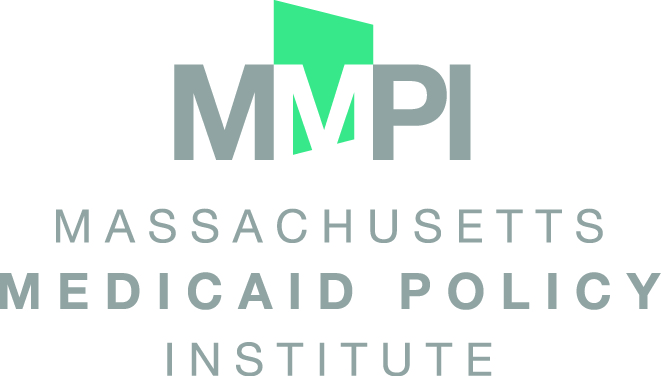 MMPI
MASSACHUSETTS
MEDICAID POLICY
INSTITUTE